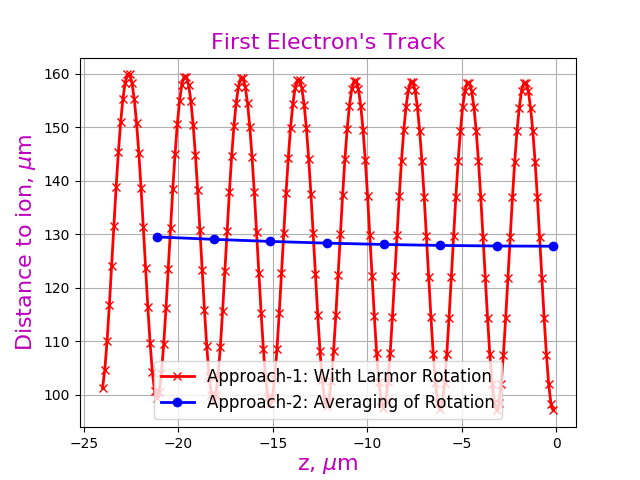 First Electron's Track
Distance to ion, μm
160
150
140
130
120
110
100
Approach-1: With Larmor Rotation
Approach-2: Averaging of Rotation
−25
−20
−15
−10
−5
0
z, μm